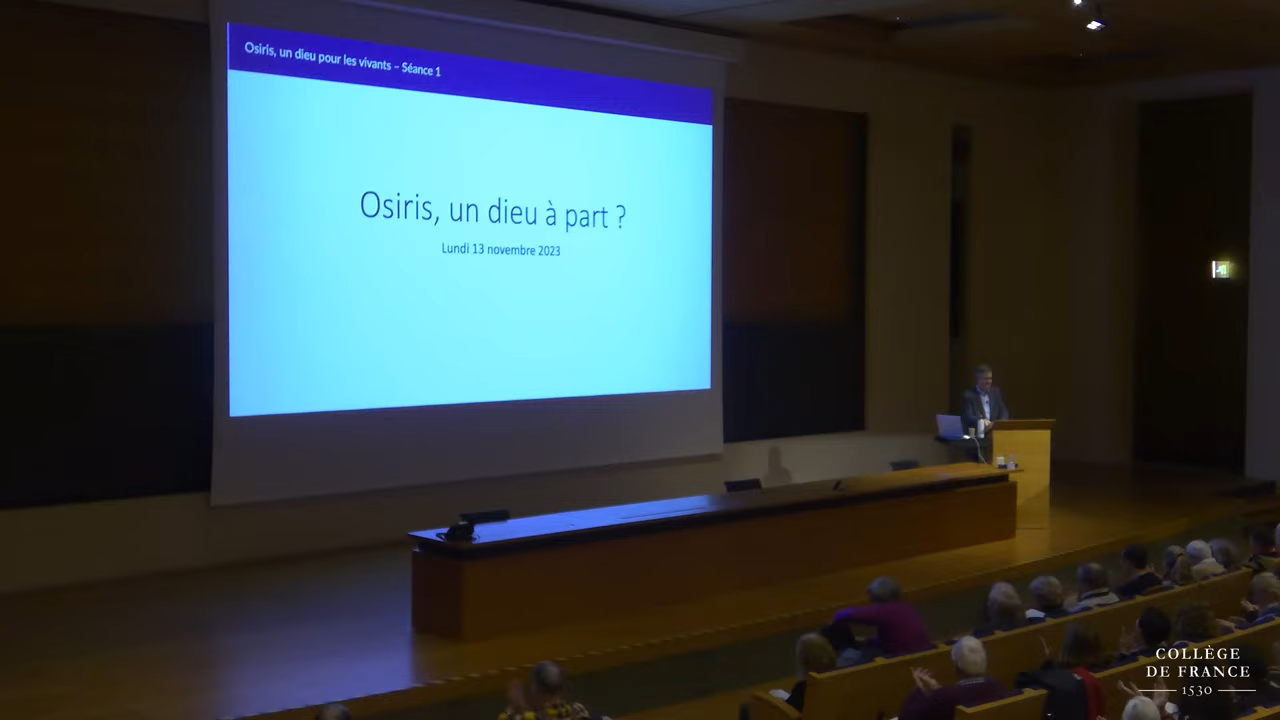 Osiris, un dieu pour les vivants – Séance 1
Osiris, un dieu à part ?
Lundi 13 novembre 2023
COLLÈGE
DE FRANCE
1530